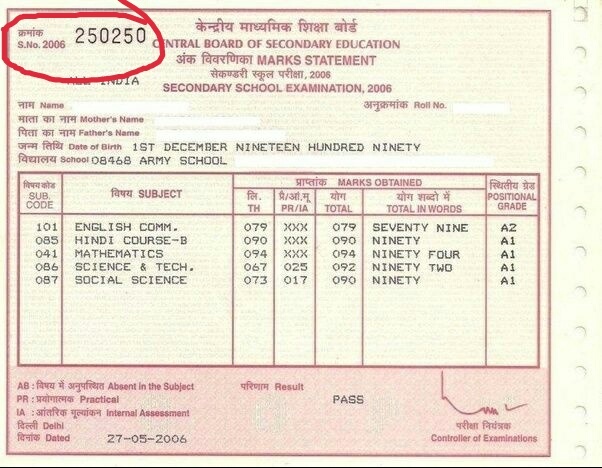 क्रमांक
S.No. 2006 250250
केन्द्रीय माध्यमिक शिक्षा बोर्ड
CENTRAL BOARD OF SECONDARY EDUCATION
अंक विवरणिका MARKS STATEMENT
सेकण्डरी स्कूल परीक्षा, 2006
ALL INDIA
SECONDARY SCHOOL EXAMINATION, 2006
नाम Name अनुक्रमांक Roll No.
माता का नाम Mother's Name
पिता का नाम Father's Name
जन्म तिथि Date of Birth 1ST DECEMBER NINETEEN HUNDRED NINETY
विद्यालय School 08468 ARMY SCHOOL
विषय कोड SUB. CODE विषय SUBJECT प्राप्तांक MARKS OBTAINED स्थितीय ग्रेड POSITIONAL GRADE
लि. TH प्रै/आं.मू PR/IA योग TOTAL योग शब्दो में TOTAL IN WORDS
101 ENGLISH COMM. 079 XXX 079 SEVENTY NINE A2
085 HINDI COURSE-B 090 XXX 090 NINETY A1
041 MATHEMATICS 094 XXX 094 NINETY FOUR A1
086 SCIENCE & TECH. 067 025 092 NINETY TWO A1
087 SOCIAL SCIENCE 073 017 090 NINETY A1
AB : विषय में अनुपस्थित Absent in the Subject परिणाम Result PASS
PR : प्रयोगात्मक Practical
IA : आंतरिक मूल्यांकन Internal Assessment
दिल्ली Delhi परीक्षा नियंत्रक
दिनांक Dated 27-05-2006 Controller of Examinations